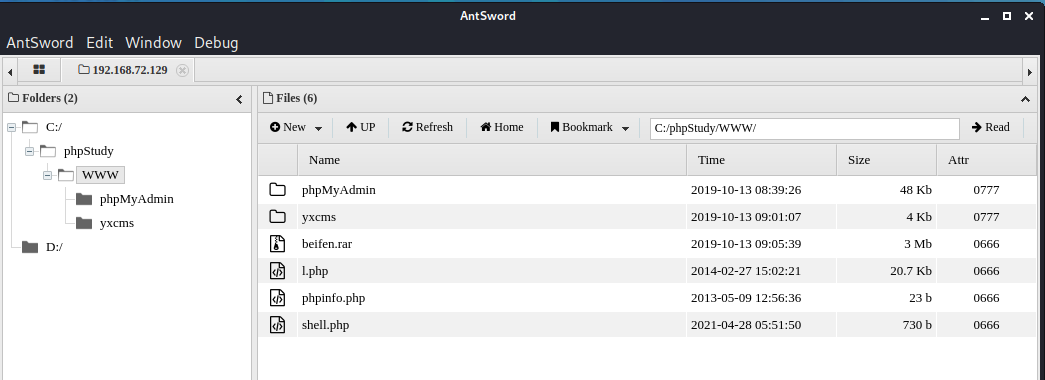 AntSword
AntSword Edit Window Debug
192.168.72.129
Folders (2)
C:/
phpStudy
WWW
phpMyAdmin
yxcms
D:/
Files (6)
New UP Refresh Home Bookmark C:/phpStudy/WWW/ Read
Name Time Size Attr
phpMyAdmin 2019-10-13 08:39:26 48 Kb 0777
yxcms 2019-10-13 09:01:07 4 Kb 0777
beifen.rar 2019-10-13 09:05:39 3 Mb 0666
l.php 2014-02-27 15:02:21 20.7 Kb 0666
phpinfo.php 2013-05-09 12:56:36 23 b 0666
shell.php 2021-04-28 05:51:50 730 b 0666